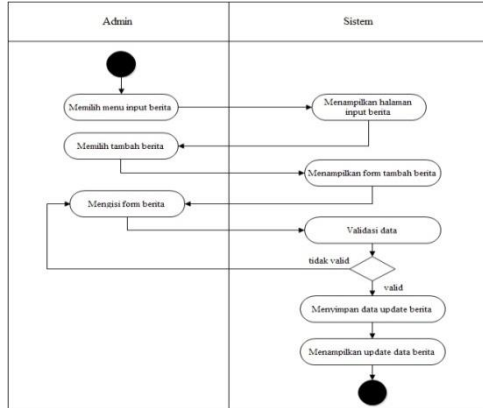 Admin
Sistem
Memilih menu input berita
Menampilkan halaman
input berita
Memilih tambah berita
Menampilkan form tambah berita
Mengisi form berita
Validasi data
tidak valid
valid
Menyimpan data update berita
Menampilkan update data berita